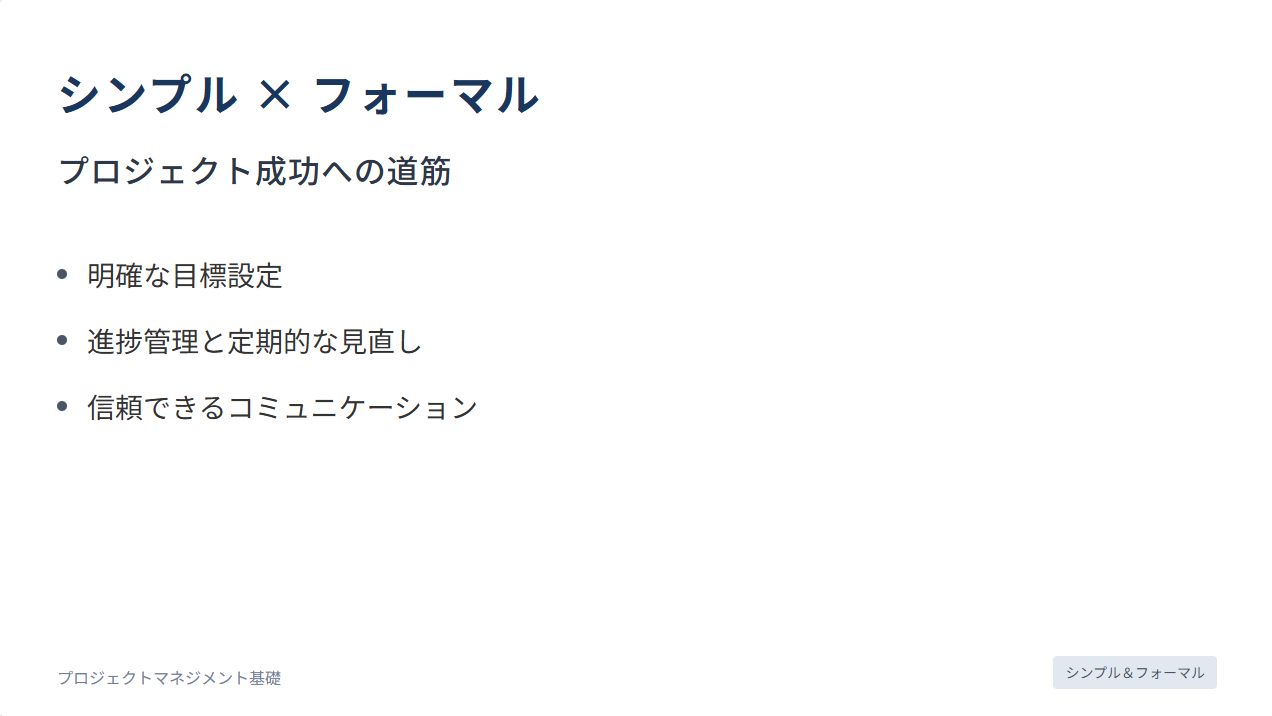 シンプル × フォーマル
プロジェクト成功への道筋
明確な目標設定
進捗管理と定期的な見直し
信頼できるコミュニケーション
プロジェクトマネジメント基礎
シンプル＆フォーマル